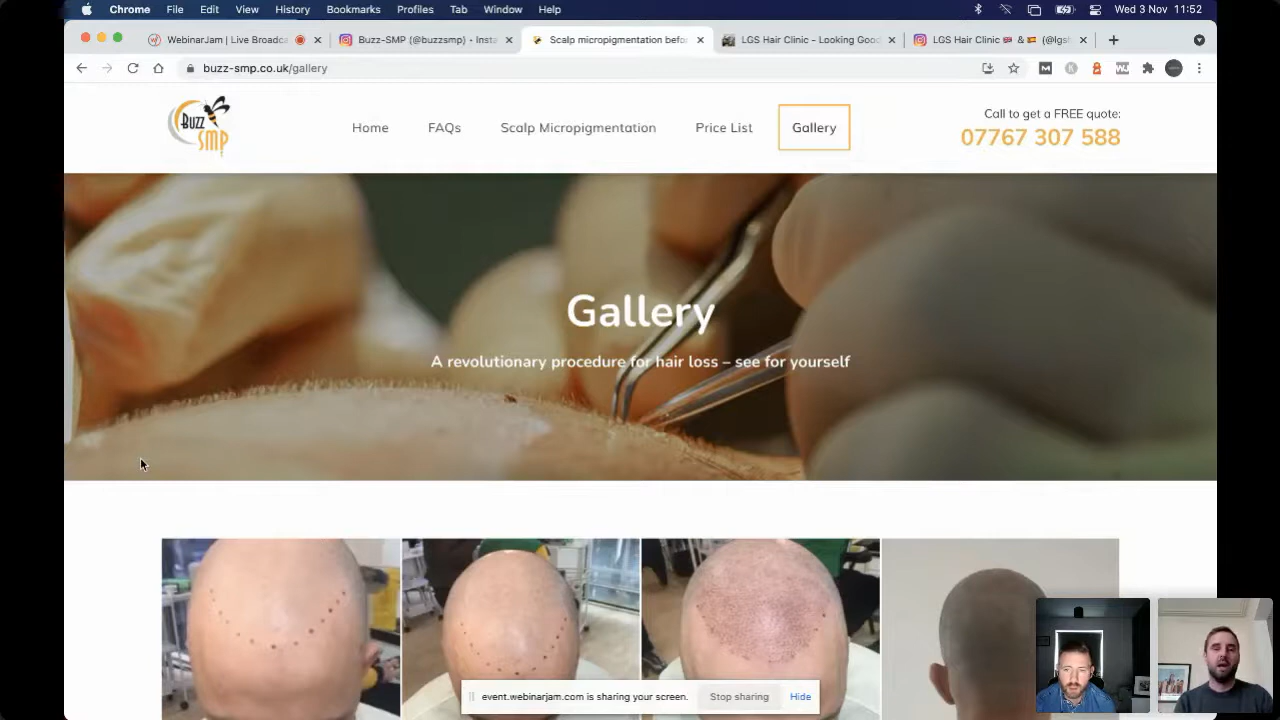 Chrome File Edit View History Bookmarks Profiles Tab Window Help Wed 3 Nov 11:52
WebinarJam | Live Broadca Buzz-SMP (@buzzsmp) • Insta Scalp micropigmentation befo LGS Hair Clinic – Looking Goo LGS Hair Clinic & (@lgs
buzz-smp.co.uk/gallery
BUZZ
SMP
Home FAQs Scalp Micropigmentation Price List Gallery
Call to get a FREE quote:
07767 307 588
Gallery
A revolutionary procedure for hair loss – see for yourself
event.webinarjam.com is sharing your screen. Stop sharing Hide